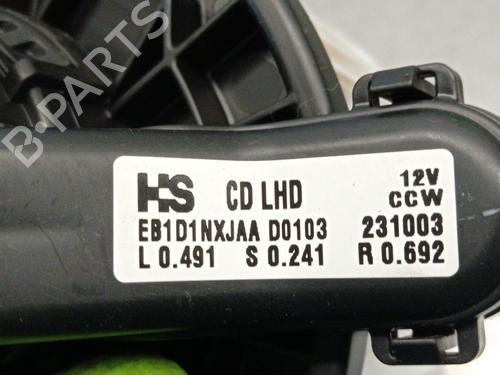 B-PARTS
HS CD LHD 12V
CCW
EB1D1NXJAA D0103 231003
L 0.491 S 0.241 R 0.692